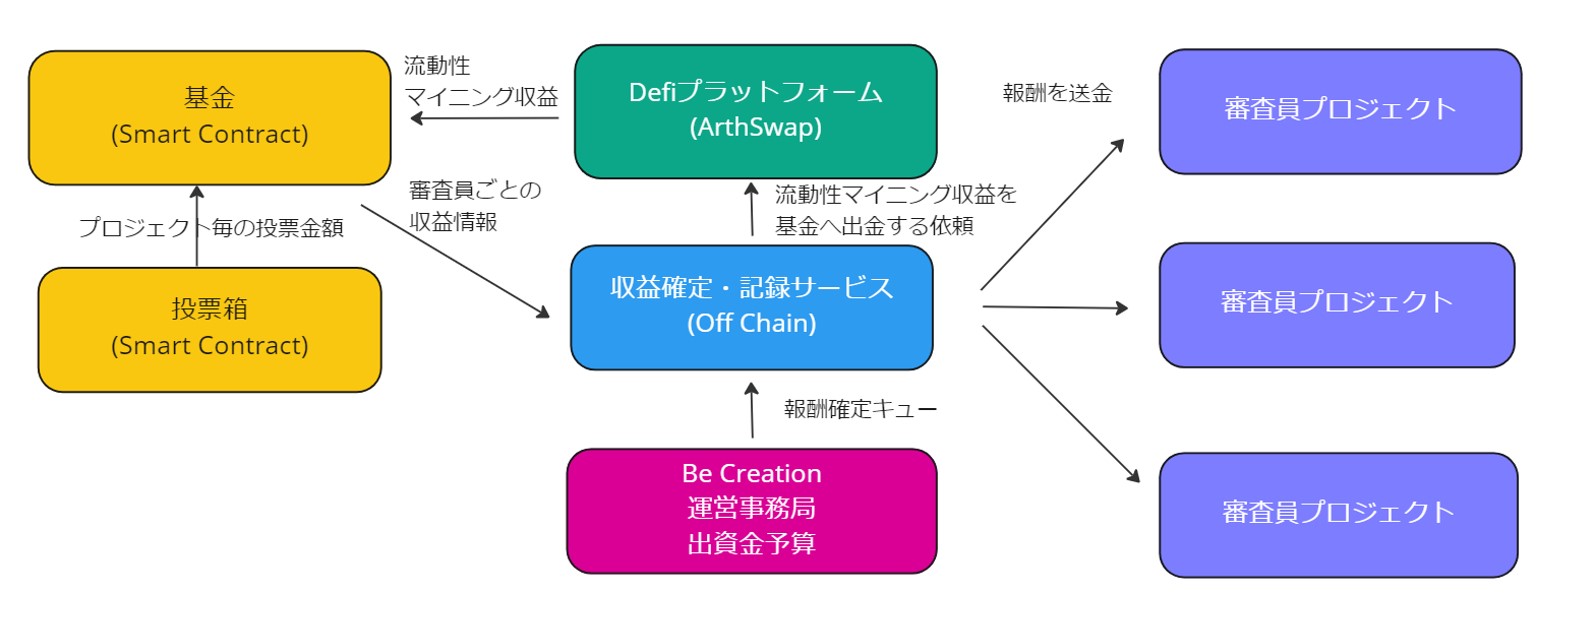 基金
(Smart Contract)
流動性
マイニング収益
Defiプラットフォーム
(ArthSwap)
報酬を送金
審査員プロジェクト
プロジェクト毎の投票金額
審査員ごとの
収益情報
流動性マイニング収益を
基金へ出金する依頼
投票箱
(Smart Contract)
収益確定・記録サービス
(Off Chain)
審査員プロジェクト
報酬確定キュー
Be Creation
運営事務局
出資金予算
審査員プロジェクト